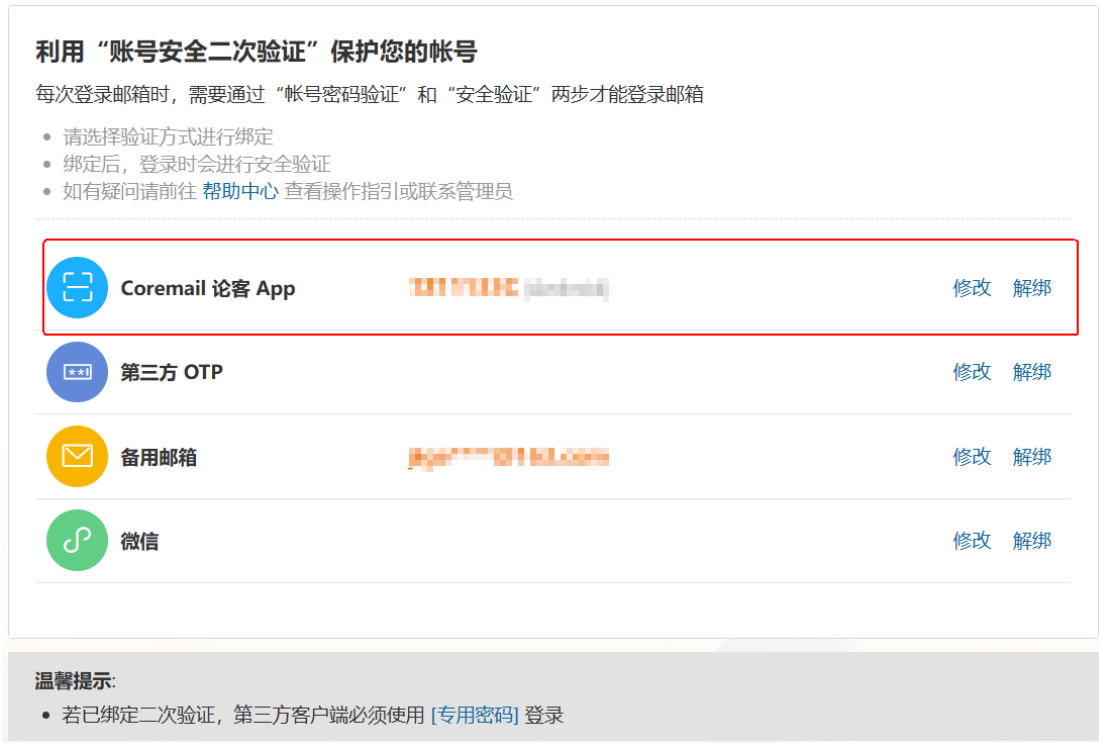 利用“账号安全二次验证”保护您的帐号
每次登录邮箱时，需要通过“帐号密码验证”和“安全验证”两步才能登录邮箱
请选择验证方式进行绑定
绑定后，登录时会进行安全验证
如有疑问请前往 帮助中心 查看操作指引或联系管理员
Coremail 论客 App 修改 解绑
第三方 OTP 修改 解绑
备用邮箱 修改 解绑
微信 修改 解绑
温馨提示:
若已绑定二次验证，第三方客户端必须使用 [专用密码] 登录